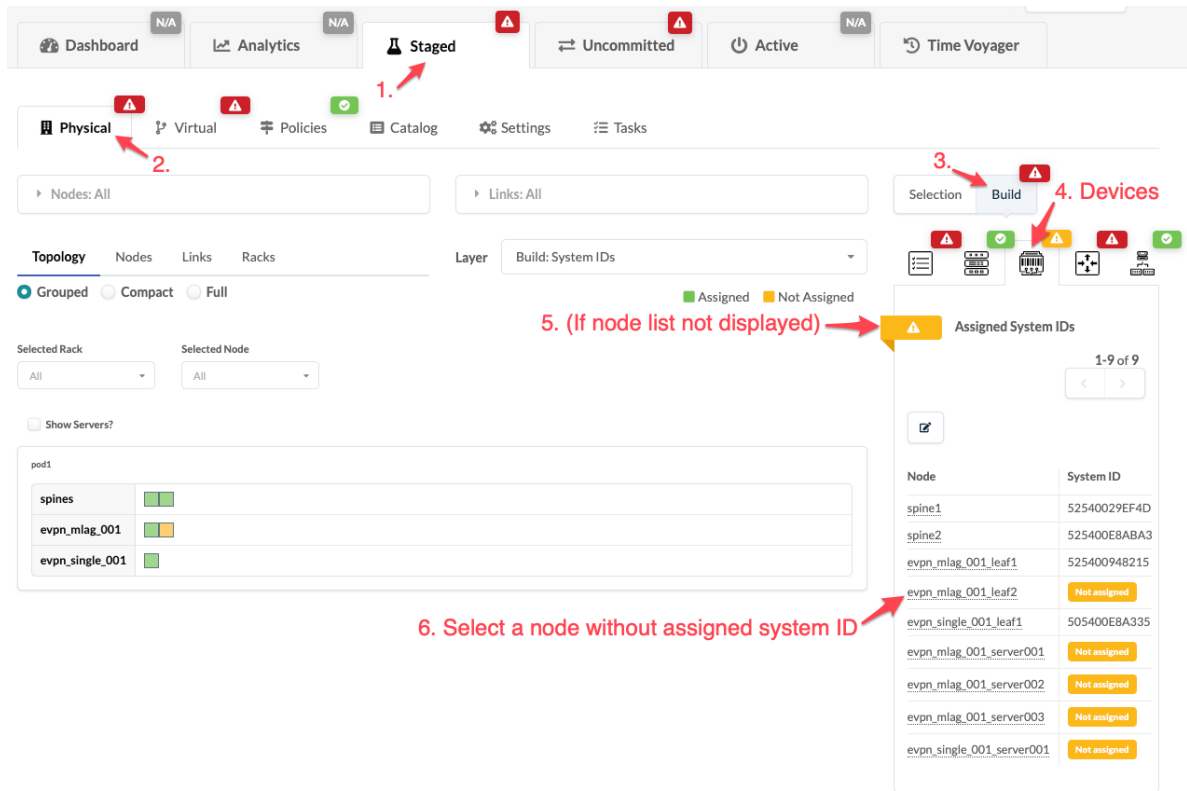 N/A
N/A
N/A
Dashboard
Analytics
Staged
Uncommitted
Active
Time Voyager
1.
Physical
Virtual
Policies
Catalog
Settings
Tasks
2.
3.
Nodes: All
Links: All
Selection
Build
4. Devices
Topology
Nodes
Links
Racks
Layer
Build: System IDs
Grouped
Compact
Full
Assigned
Not Assigned
5. (If node list not displayed)
Assigned System IDs
Selected Rack
Selected Node
1-9 of 9
All
All
Show Servers?
pod1
Node
System ID
spines
spine1
52540029EF4D
evpn_mlag_001
spine2
525400E8ABA3
evpn_single_001
evpn_mlag_001_leaf1
525400948215
evpn_mlag_001_leaf2
Not assigned
6. Select a node without assigned system ID
evpn_single_001_leaf1
505400E8A335
evpn_mlag_001_server001
Not assigned
evpn_mlag_001_server002
Not assigned
evpn_mlag_001_server003
Not assigned
evpn_single_001_server001
Not assigned